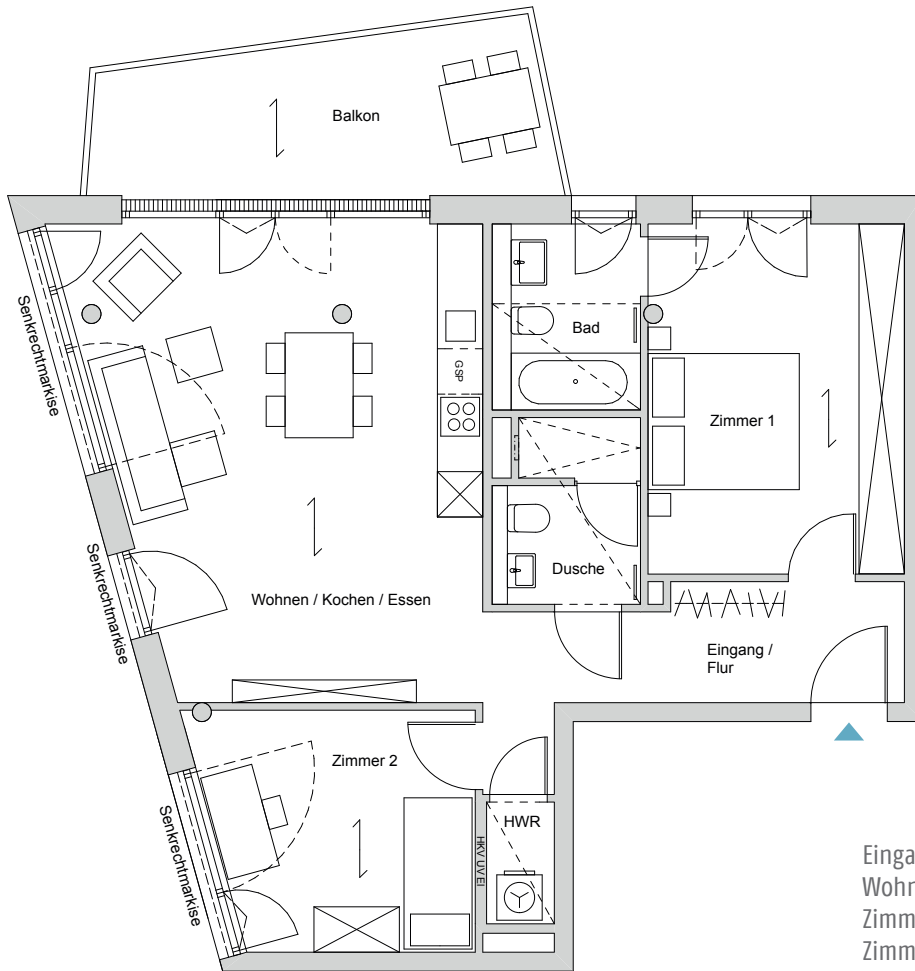 Balkon
Senkrechtmarkise
GSP
Bad
Zimmer 1
Senkrechtmarkise
Dusche
Wohnen / Kochen / Essen
Eingang /
Flur
Zimmer 2
Senkrechtmarkise
HKV UV El
HWR
Einga
Wohn
Zimm
Zimm